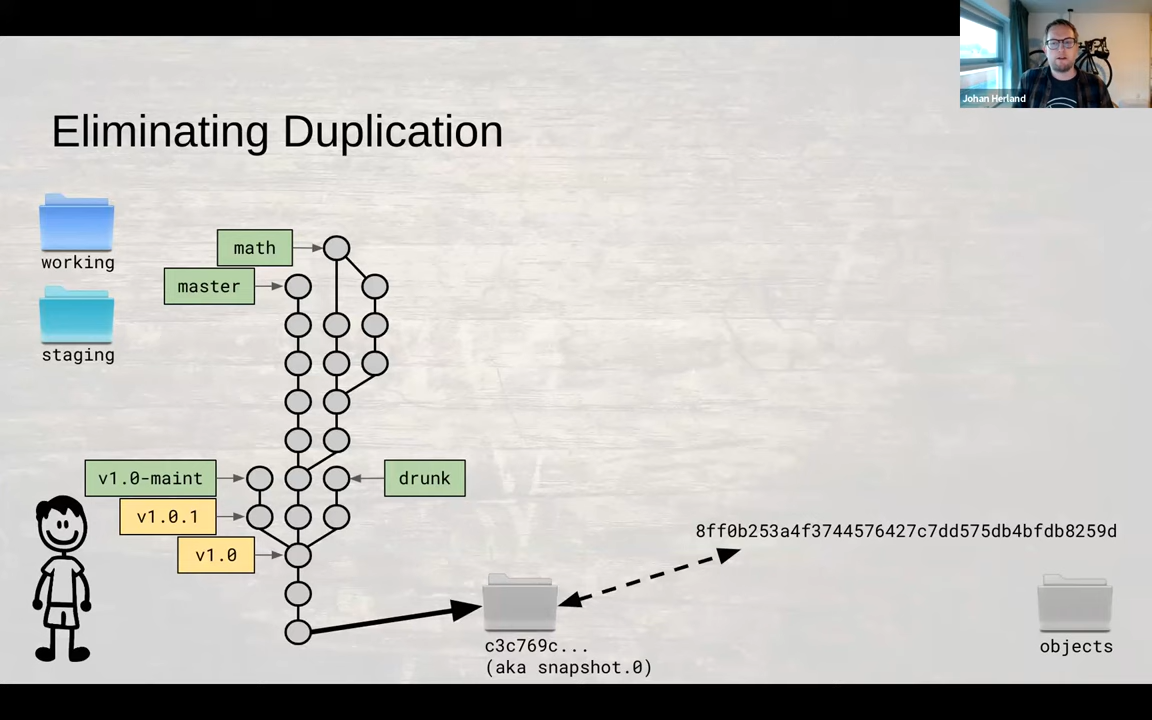 Johan Herland
Eliminating Duplication
working
staging
math
master
v1.0-maint
drunk
v1.0.1
v1.0
8ff0b253a4f3744576427c7dd575db4bfdb8259d
c3c769c...
(aka snapshot.0)
objects